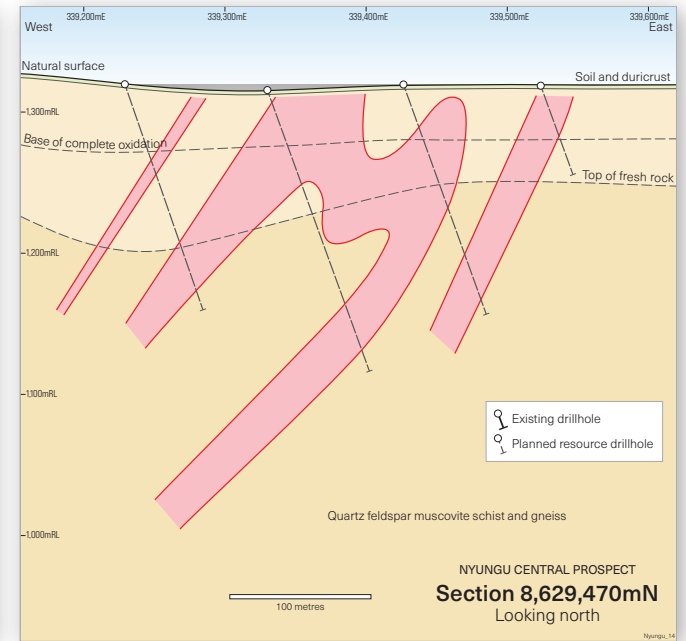 339,200mE
339,300mE
339,400mE
339,500mE
339,600mE
West
East
Natural surface
Soil and duricrust
1,300mRL
Base of complete oxidation
Top of fresh rock
1,200mRL
1,100mRL
Existing drillhole
Planned resource drillhole
Quartz feldspar muscovite schist and gneiss
1,000mRL
NYUNGU CENTRAL PROSPECT
Section 8,629,470mN
Looking north
100 metres
Nyungu_14